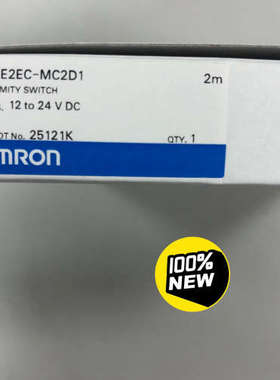 E2EC-MC2D1 2m
MITY SWITCH
12 to 24 V DC
OT No. 25121K QTY. 1
MRON
100%
NEW